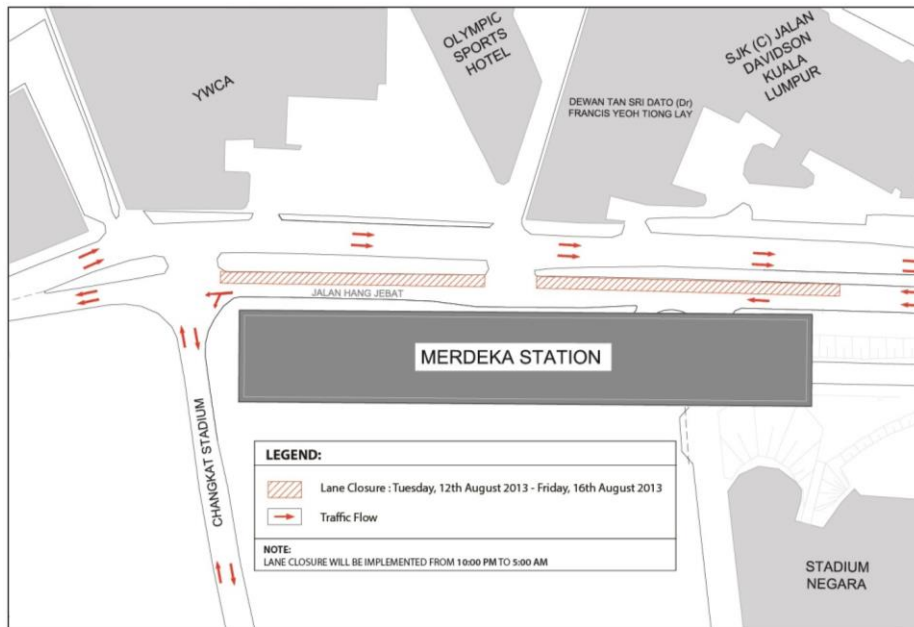 YWCA
OLYMPIC
SPORTS
HOTEL
SJK (C) JALAN
DAVIDSON
KUALA
LUMPUR
DEWAN TAN SRI DATO (Dr)
FRANCIS YEOH TIONG LAY
JALAN HANG JEBAT
MERDEKA STATION
CHANGKAT STADIUM
LEGEND:
Lane Closure : Tuesday, 12th August 2013 - Friday, 16th August 2013
Traffic Flow
NOTE:
LANE CLOSURE WILL BE IMPLEMENTED FROM 10:00 PM TO 5:00 AM
STADIUM
NEGARA